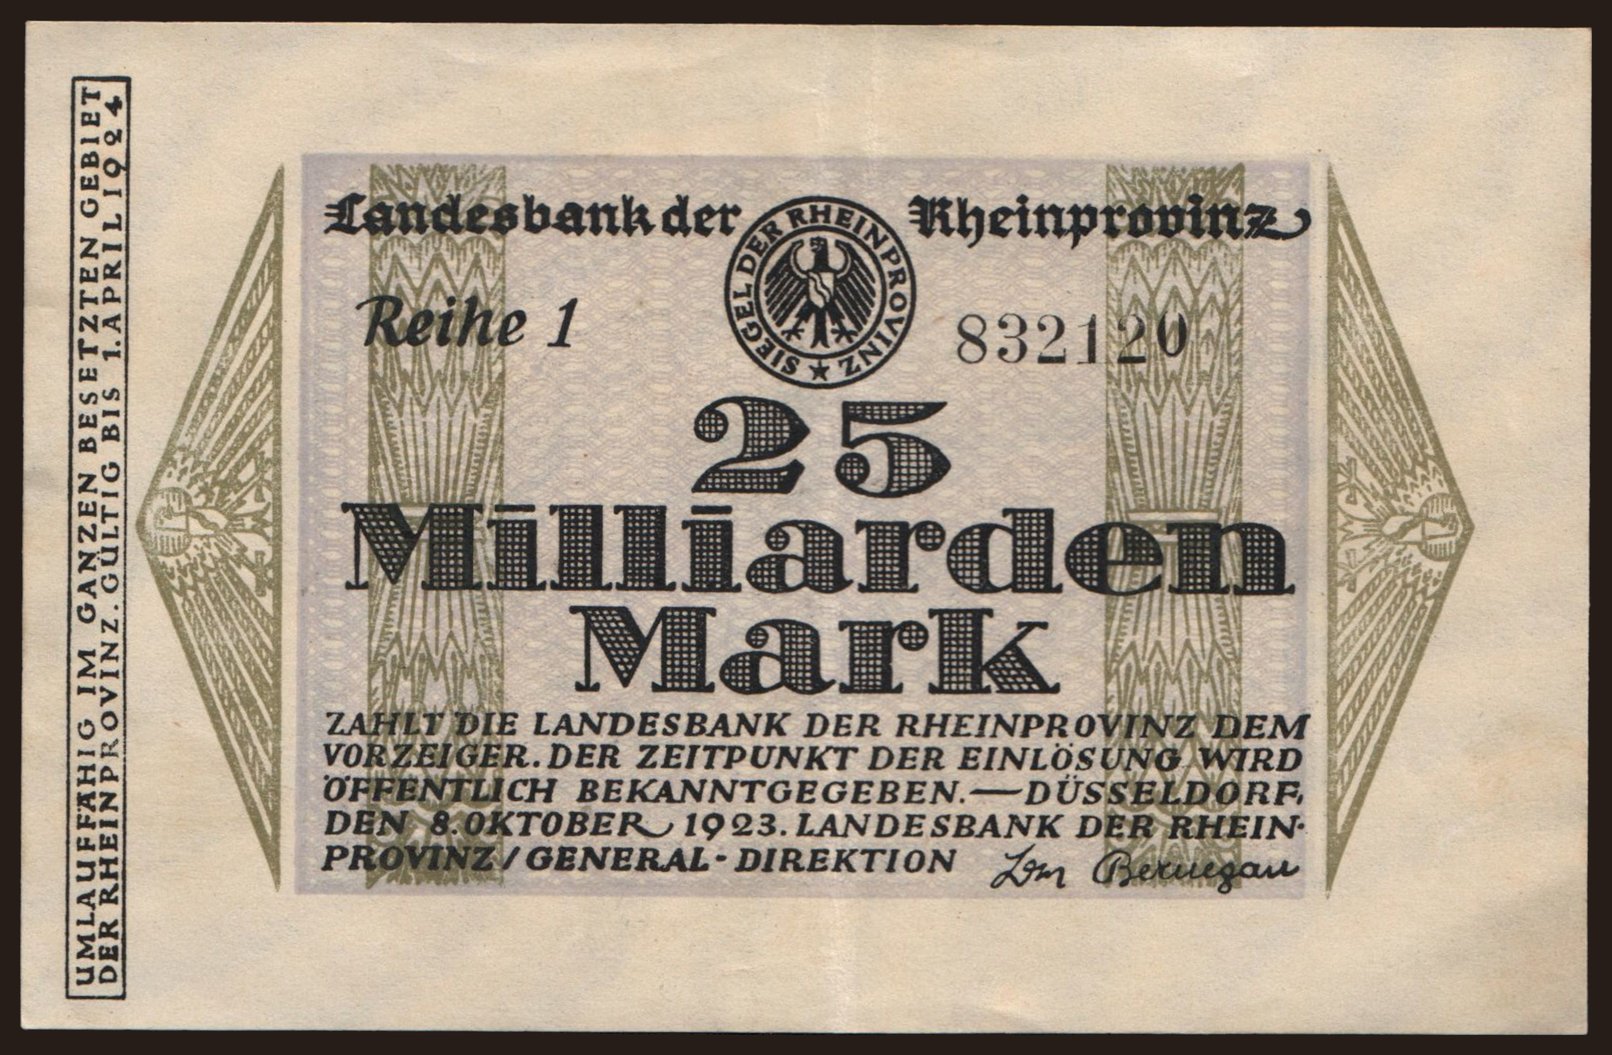 UMLAUFFÄHIG IM GANZEN BESETZTEN GEBIET
DER RHEINPROVINZ. GÜLTIG BIS 1. APRIL 1924
Landesbank der Rheinprovinz
SIEGEL DER RHEINPROVINZ
Reihe 1
832120
25
Milliarden
Mark
ZAHLT DIE LANDESBANK DER RHEINPROVINZ DEM
VORZEIGER. DER ZEITPUNKT DER EINLÖSUNG WIRD
ÖFFENTLICH BEKANNTGEGEBEN. — DÜSSELDORF,
DEN 8. OKTOBER 1923. LANDESBANK DER RHEIN-
PROVINZ / GENERAL-DIREKTION Bernegau